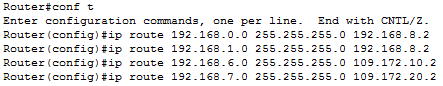 Router#conf t
Enter configuration commands, one per line.  End with CNTL/Z.
Router(config)#ip route 192.168.0.0 255.255.255.0 192.168.8.2
Router(config)#ip route 192.168.1.0 255.255.255.0 192.168.8.2
Router(config)#ip route 192.168.6.0 255.255.255.0 109.172.10.2
Router(config)#ip route 192.168.7.0 255.255.255.0 109.172.20.2